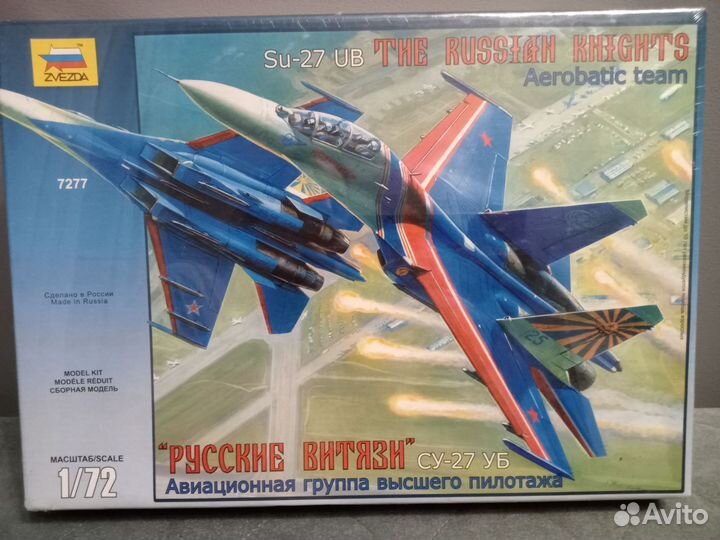 ZVEZDA
Su-27 UB THE RUSSIAN KNIGHTS
Aerobatic team
7277
Сделано в России
Made in Russia
MODEL KIT
MODÈLE RÉDUIT
СБОРНАЯ МОДЕЛЬ
МАСШТАБ/SCALE
1/72
"РУССКИЕ ВИТЯЗИ" СУ-27 УБ
Авиационная группа высшего пилотажа
Avito